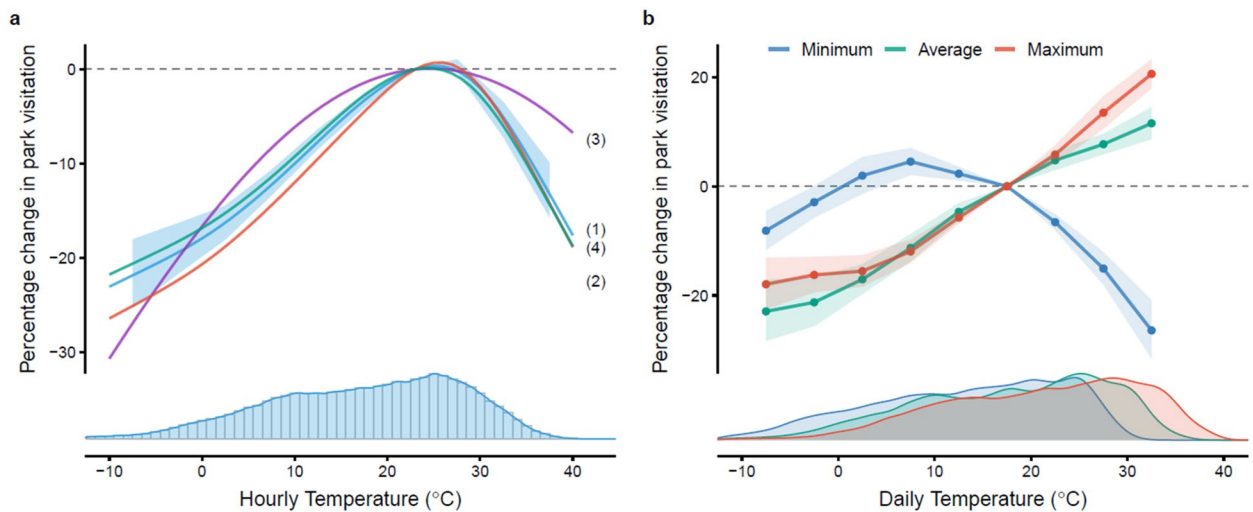 a
Percentage change in park visitation
0
−10
−20
−30
(3)
(1)
(4)
(2)
−10 0 10 20 30 40
Hourly Temperature (°C)
b
Minimum Average Maximum
Percentage change in park visitation
20
0
−20
−10 0 10 20 30 40
Daily Temperature (°C)